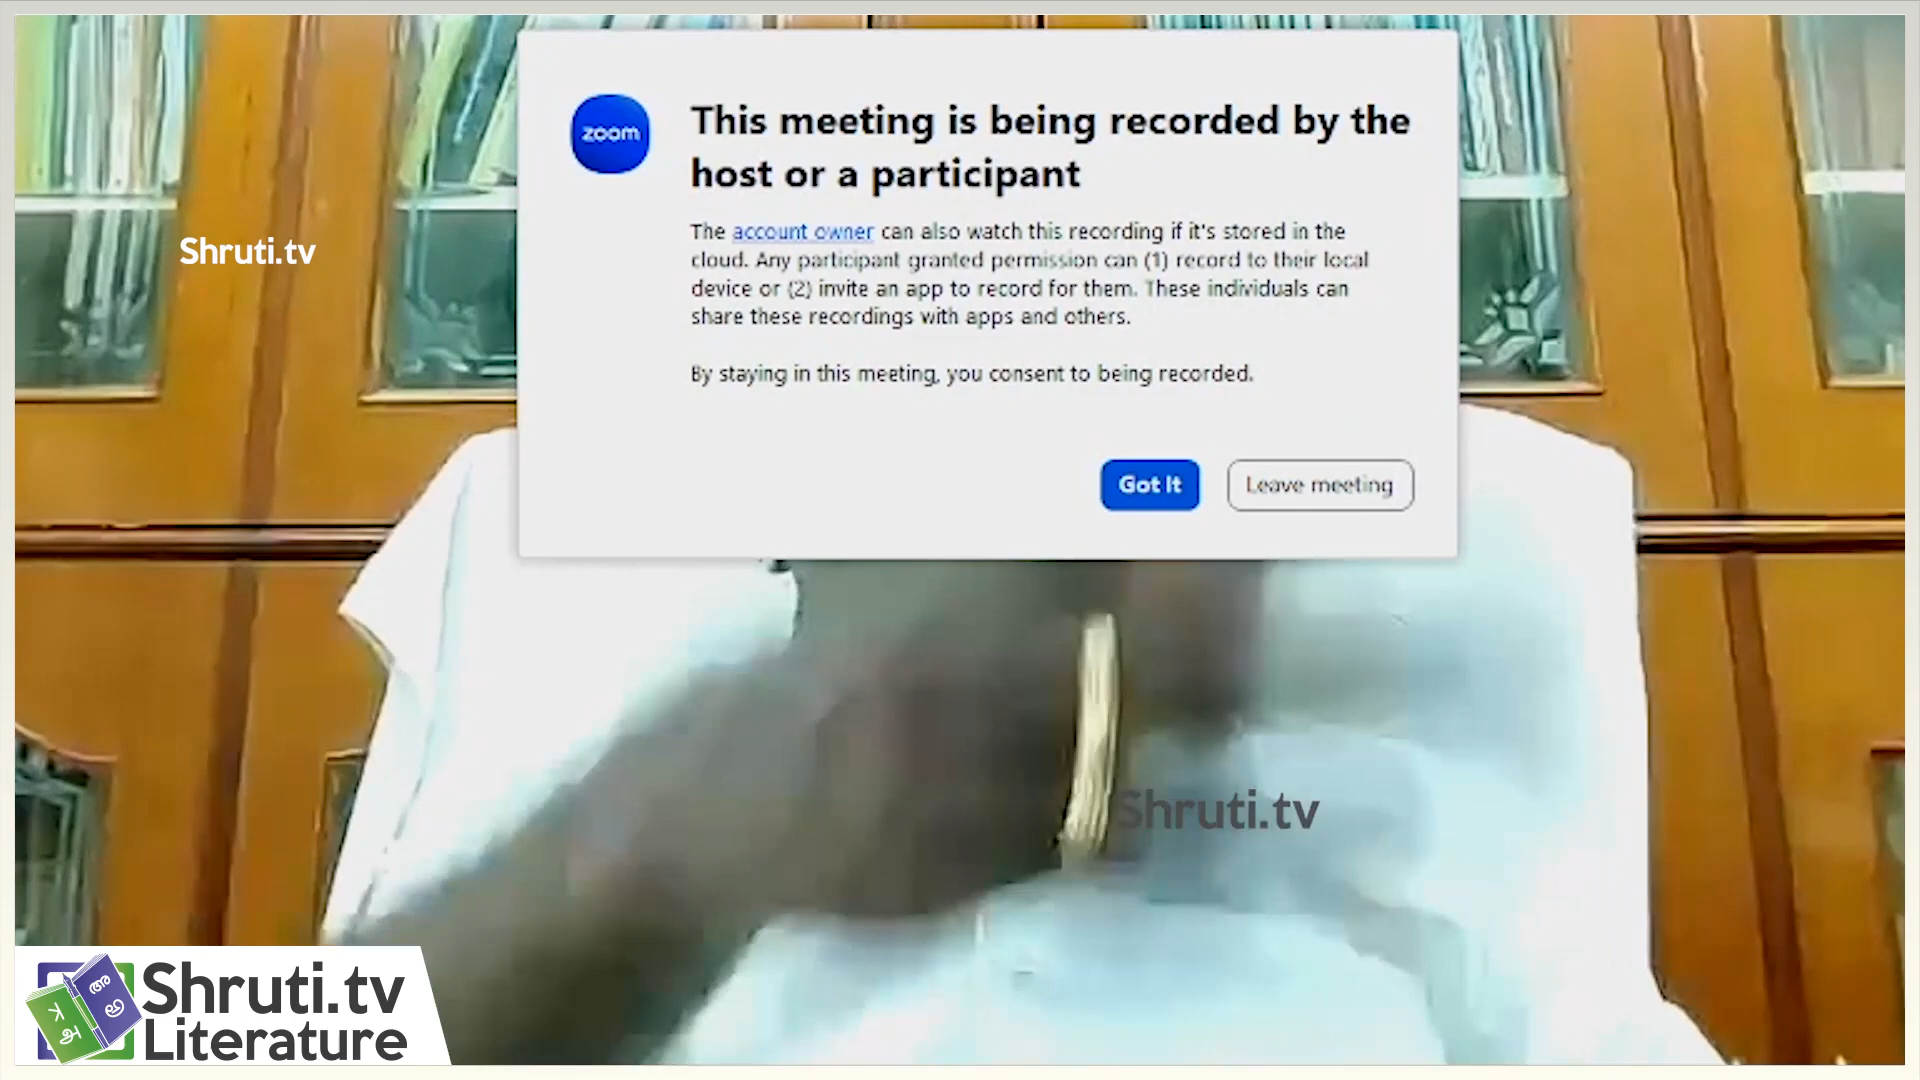 zoom
This meeting is being recorded by the
host or a participant
The account owner can also watch this recording if it's stored in the
cloud. Any participant granted permission can (1) record to their local
device or (2) invite an app to record for them. These individuals can
share these recordings with apps and others.
By staying in this meeting, you consent to being recorded.
Got It
Leave meeting
Shruti.tv
Shruti.tv
Shruti.tv
Literature